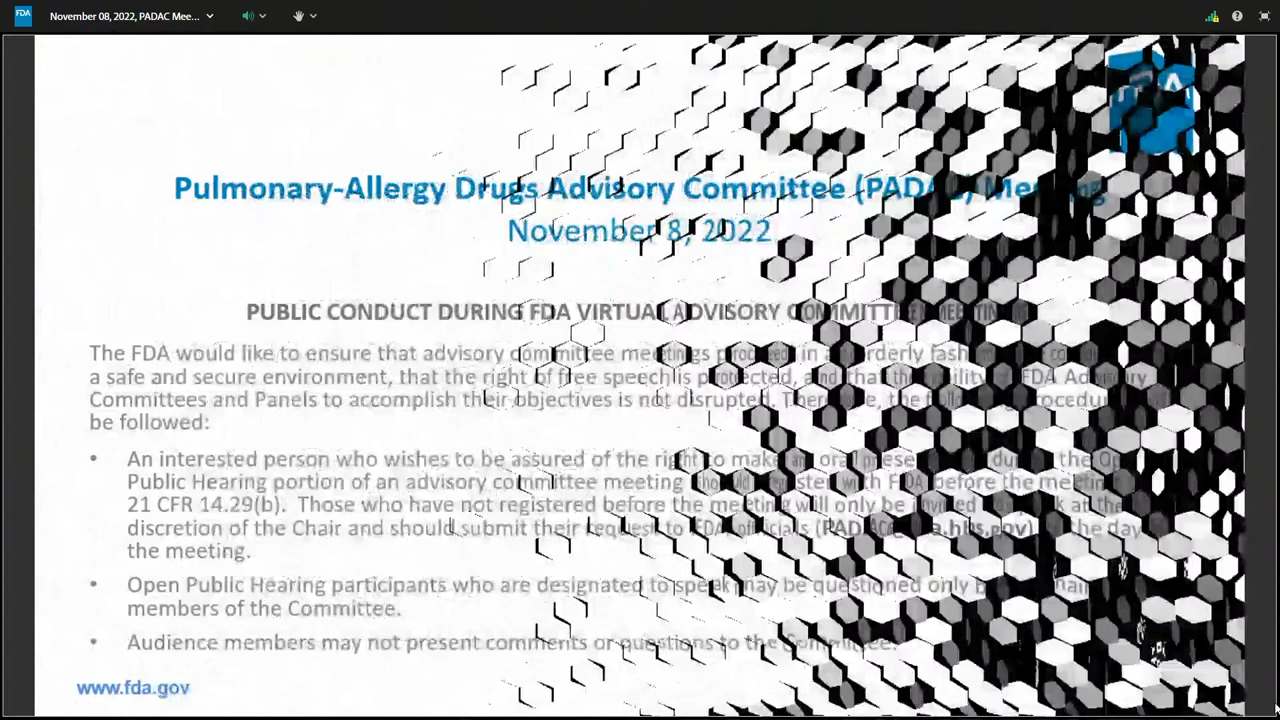 FDA
November 08, 2022, PADAC Mee...
Pulmonary-Allergy Drugs Advisory Committee (PADAC) Meeting
November 8, 2022
PUBLIC CONDUCT DURING FDA VIRTUAL ADVISORY COMMITTEE MEETING
The FDA would like to ensure that advisory committee meetings proceed in an orderly
a safe and secure environment, that the right of free speech is protected, and that the ability of FDA Advisory
Committees and Panels to accomplish their objectives is not disrupted. Therefore, the following procedures
be followed:
• An interested person who wishes to be assured of the right to make an oral presentation during the Open
Public Hearing portion of an advisory committee meeting should register with FDA before the meeting
21 CFR 14.29(b). Those who have not registered before the meeting will only be invited to speak at the
discretion of the Chair and should submit their request to FDA officials (PADAC@fda.hhs.gov) the day
the meeting.
• Open Public Hearing participants who are designated to speak may be questioned only
members of the Committee.
• Audience members may not present comments or questions to the Committee.
www.fda.gov